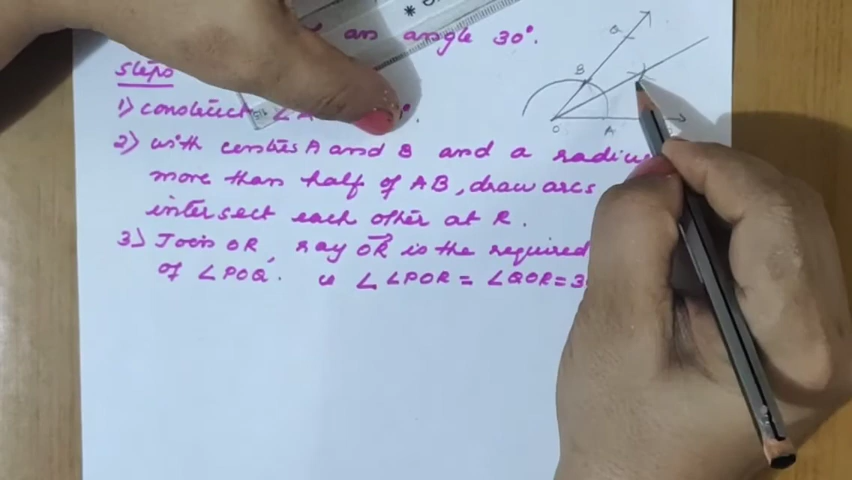 an angle 30°.
Steps
1) construct ∠A
2) with centres A and B and a radius
more than half of AB, draw arcs
intersect each other at R.
3) Join OR, ray OR is the required
of ∠POQ. ∠ ∠POR = ∠QOR = 3
Q
B
O
A